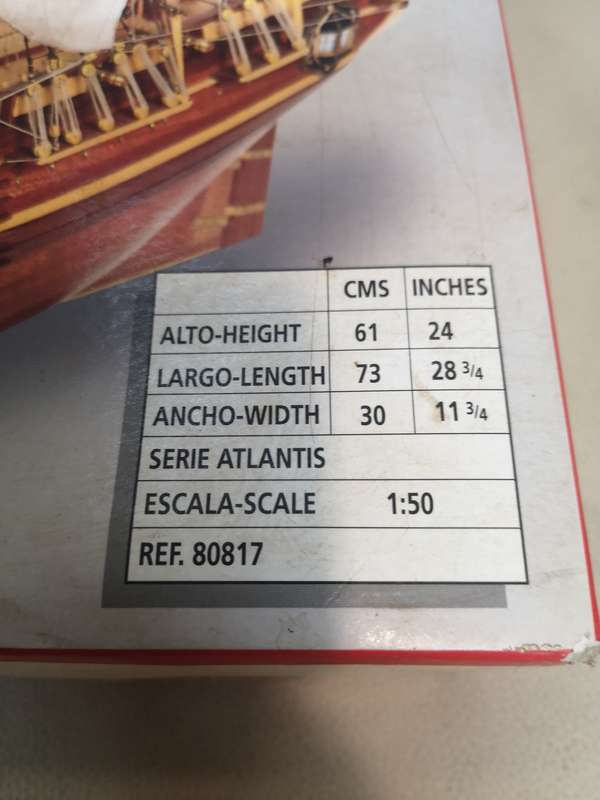 CMS INCHES
ALTO-HEIGHT 61 24
LARGO-LENGTH 73 28 3/4
ANCHO-WIDTH 30 11 3/4
SERIE ATLANTIS
ESCALA-SCALE 1:50
REF. 80817